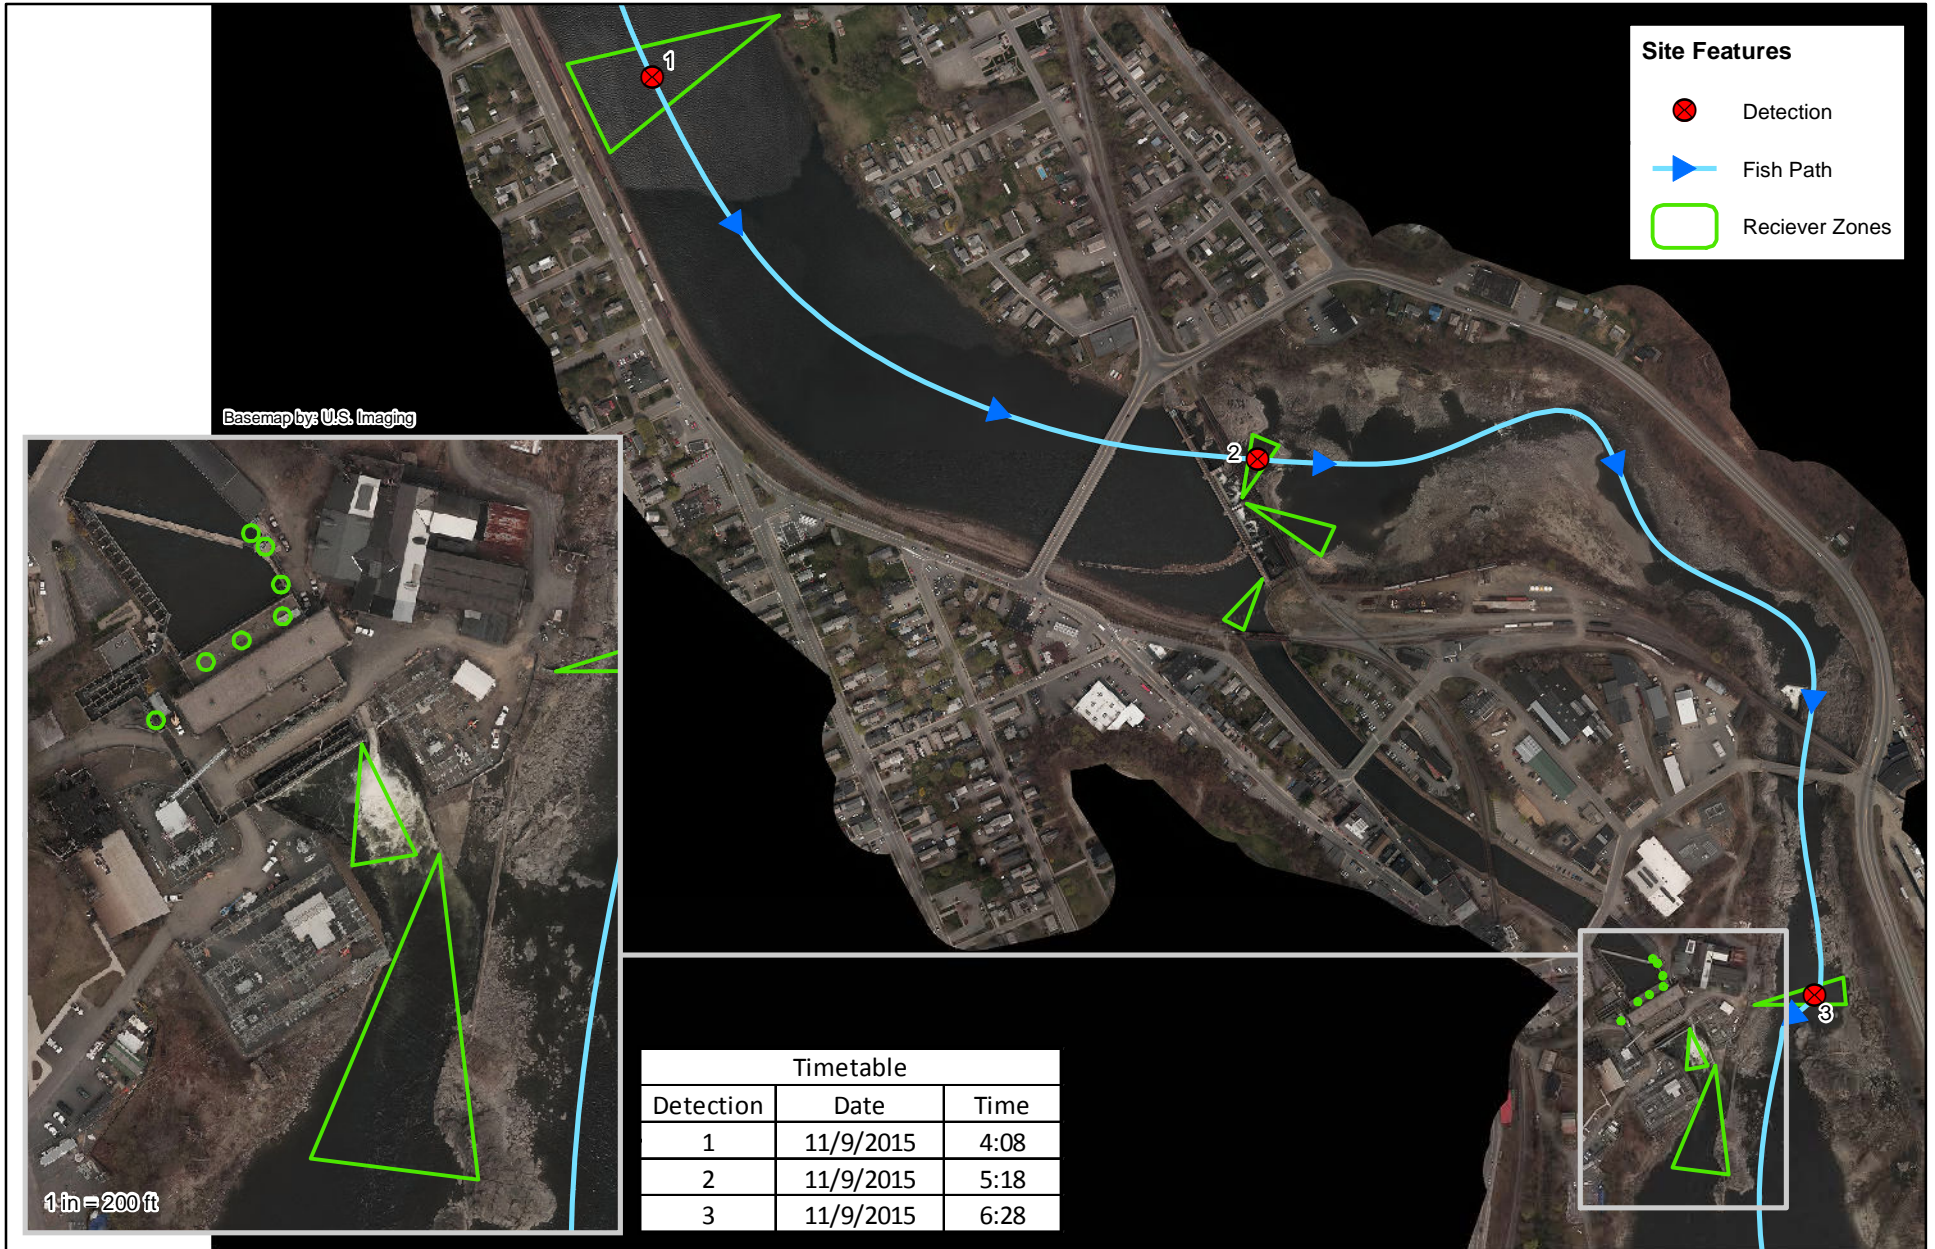 1
Site Features
Detection
Fish Path
Reciever Zones
Basemap by: U.S. Imaging
2
3
1 in = 200 ft
Timetable
Detection Date Time
1 11/9/2015 4:08
2 11/9/2015 5:18
3 11/9/2015 6:28